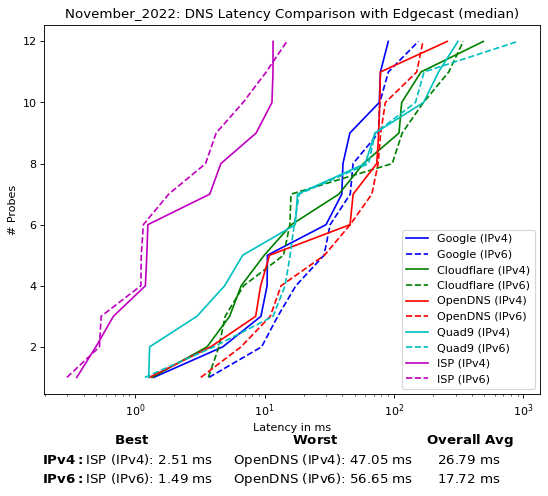 November_2022: DNS Latency Comparison with Edgecast (median)
12
10
8
6
4
2
# Probes
Google (IPv4)
Google (IPv6)
Cloudflare (IPv4)
Cloudflare (IPv6)
OpenDNS (IPv4)
OpenDNS (IPv6)
Quad9 (IPv4)
Quad9 (IPv6)
ISP (IPv4)
ISP (IPv6)
10⁰ 10¹ 10² 10³
Latency in ms
Best Worst Overall Avg
IPv4: ISP (IPv4): 2.51 ms OpenDNS (IPv4): 47.05 ms 26.79 ms
IPv6: ISP (IPv6): 1.49 ms OpenDNS (IPv6): 56.65 ms 17.72 ms